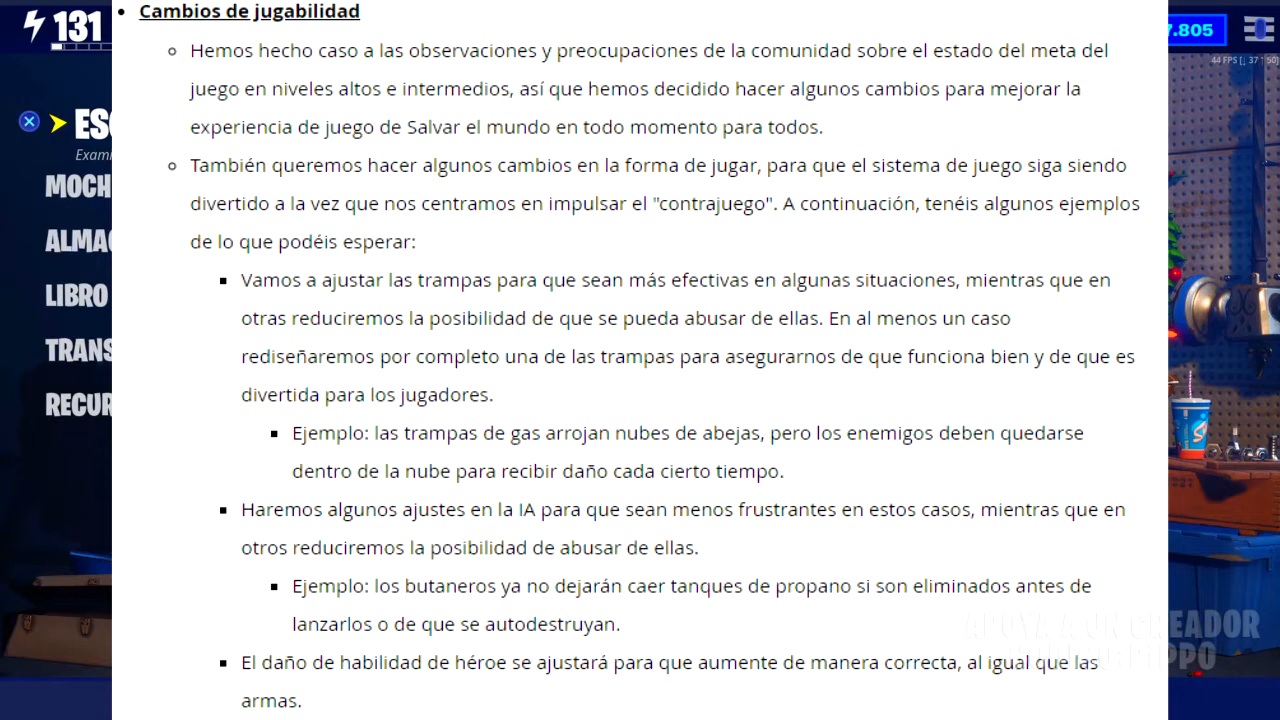 131
7.805
44 FPS [↓ 37 ↑ 50]
ESC
Exami
MOCH
ALMAC
LIBRO
TRANS
RECUR
• Cambios de jugabilidad
Hemos hecho caso a las observaciones y preocupaciones de la comunidad sobre el estado del meta del
juego en niveles altos e intermedios, así que hemos decidido hacer algunos cambios para mejorar la
experiencia de juego de Salvar el mundo en todo momento para todos.
También queremos hacer algunos cambios en la forma de jugar, para que el sistema de juego siga siendo
divertido a la vez que nos centramos en impulsar el "contrajuego". A continuación, tenéis algunos ejemplos
de lo que podéis esperar:
Vamos a ajustar las trampas para que sean más efectivas en algunas situaciones, mientras que en
otras reduciremos la posibilidad de que se pueda abusar de ellas. En al menos un caso
rediseñaremos por completo una de las trampas para asegurarnos de que funciona bien y de que es
divertida para los jugadores.
Ejemplo: las trampas de gas arrojan nubes de abejas, pero los enemigos deben quedarse
dentro de la nube para recibir daño cada cierto tiempo.
Haremos algunos ajustes en la IA para que sean menos frustrantes en estos casos, mientras que en
otros reduciremos la posibilidad de abusar de ellas.
Ejemplo: los butaneros ya no dejarán caer tanques de propano si son eliminados antes de
lanzarlos o de que se autodestruyan.
El daño de habilidad de héroe se ajustará para que aumente de manera correcta, al igual que las
armas.
APOYA A UN CREADOR